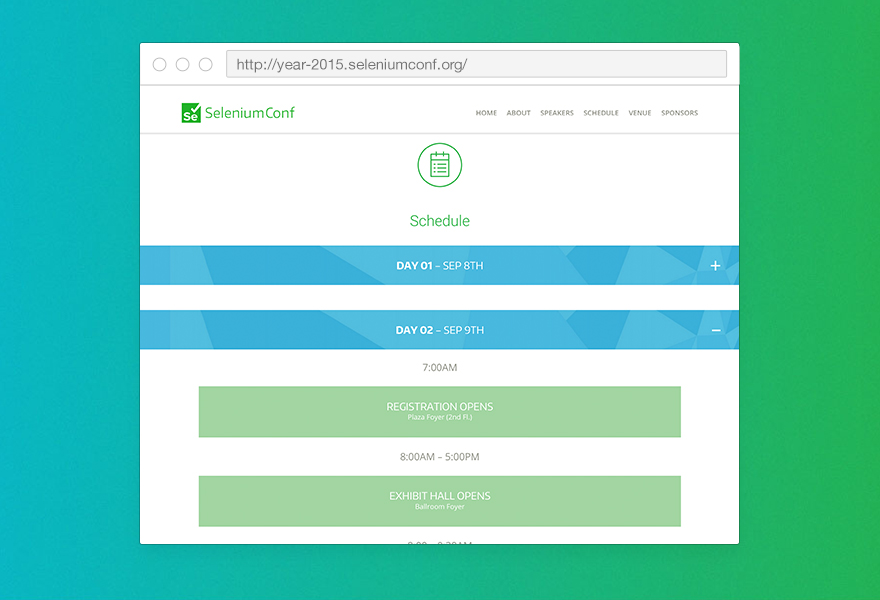 http://year-2015.seleniumconf.org/
Se SeleniumConf HOME ABOUT SPEAKERS SCHEDULE VENUE SPONSORS
Schedule
DAY 01 – SEP 8TH +
DAY 02 – SEP 9TH –
7:00AM
REGISTRATION OPENS
Plaza Foyer (2nd Fl.)
8:00AM – 5:00PM
EXHIBIT HALL OPENS
Ballroom Foyer